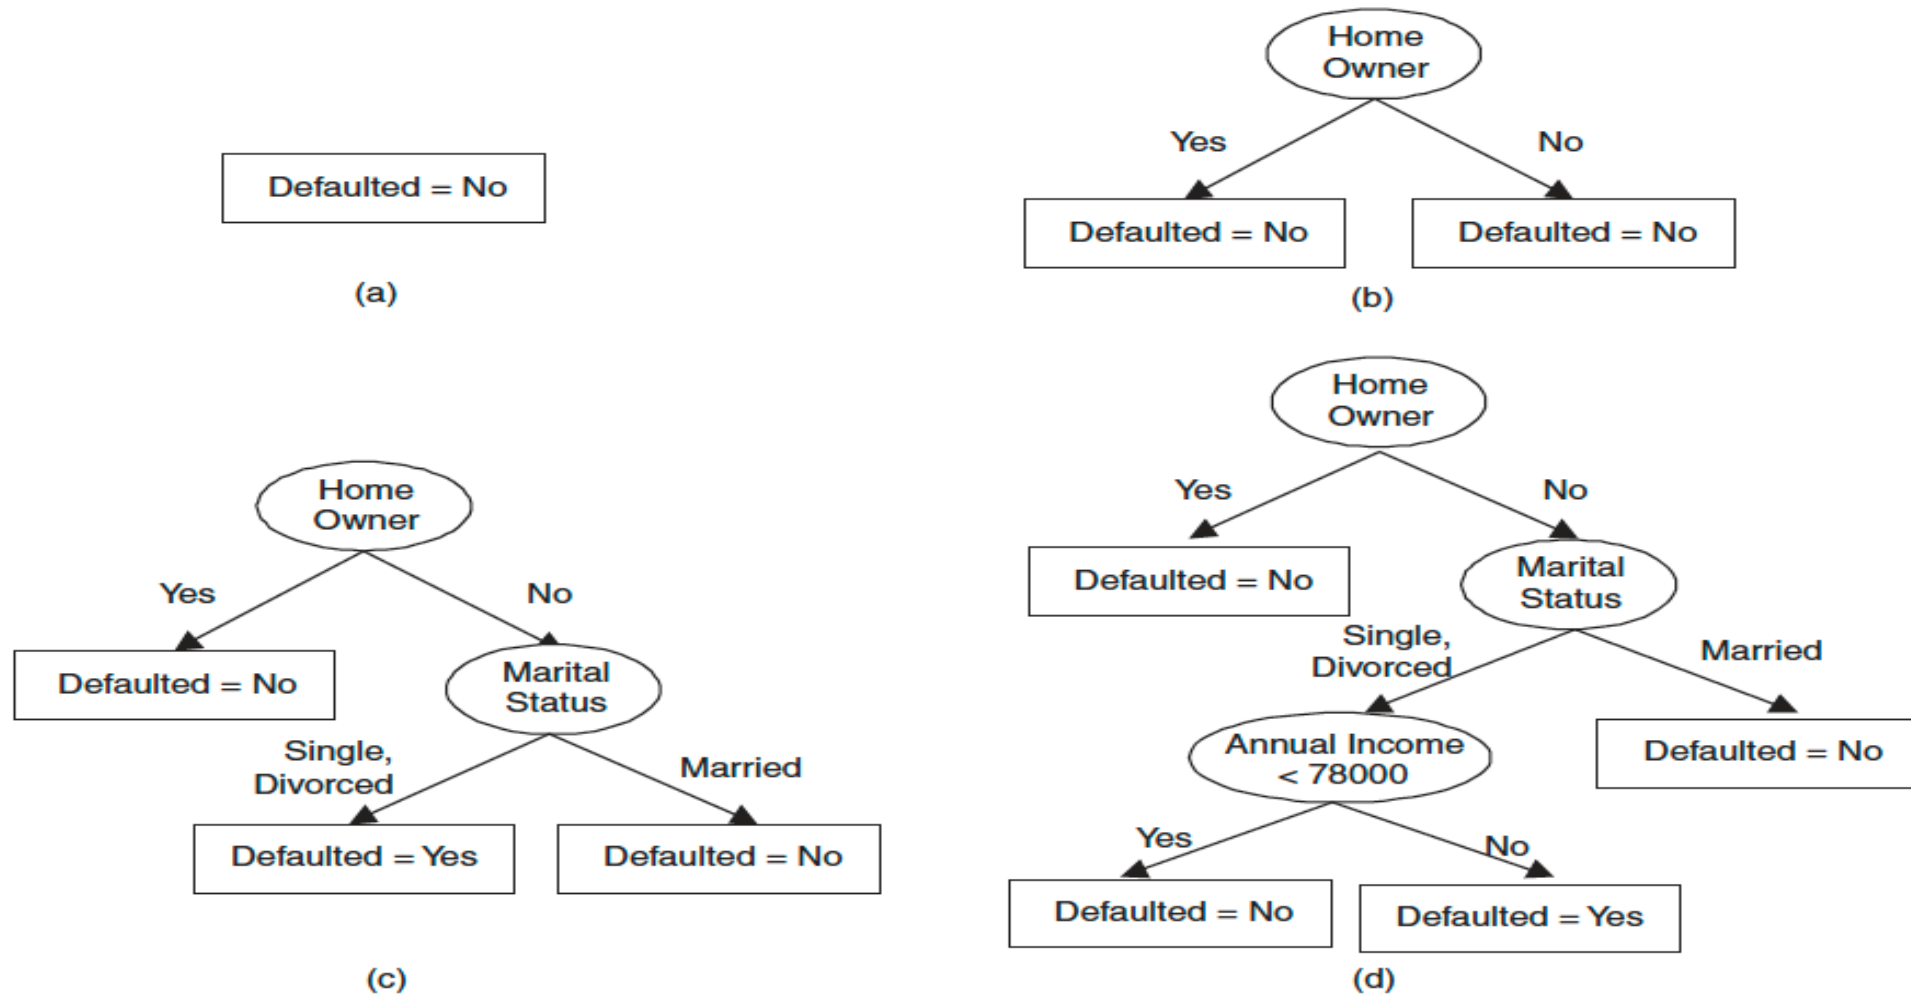 Defaulted = No
(a)
Home
Owner
Yes
No
Defaulted = No
Defaulted = No
(b)
Home
Owner
Yes
No
Defaulted = No
Marital
Status
Single,
Divorced
Married
Defaulted = Yes
Defaulted = No
(c)
Home
Owner
Yes
No
Defaulted = No
Marital
Status
Single,
Divorced
Married
Annual Income
< 78000
Defaulted = No
Yes
No
Defaulted = No
Defaulted = Yes
(d)